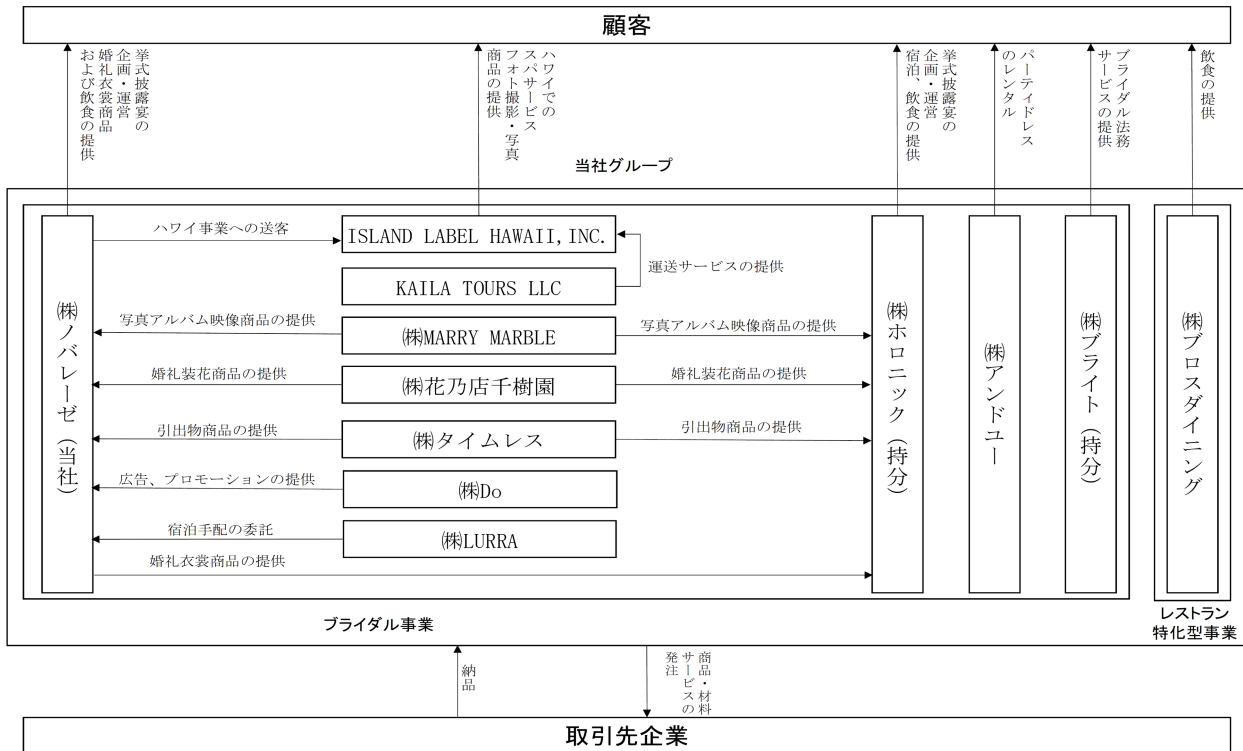 顧客
挙式披露宴の
企画・運営
婚礼衣裳商品
および飲食の提供
ハワイでの
スパサービス
フォト撮影・写真
商品の提供
挙式披露宴の
企画・運営
宿泊、飲食の提供
パーティドレス
のレンタル
ブライダル法務
サービスの提供
飲食の提供
当社グループ
㈱ノバレーゼ(当社)
ハワイ事業への送客
ISLAND LABEL HAWAII, INC.
KAILA TOURS LLC
運送サービスの提供
写真アルバム映像商品の提供
㈱MARRY MARBLE
写真アルバム映像商品の提供
婚礼装花商品の提供
㈱花乃店千樹園
婚礼装花商品の提供
引出物商品の提供
㈱タイムレス
引出物商品の提供
広告、プロモーションの提供
㈱Do
宿泊手配の委託
㈱LURRA
婚礼衣裳商品の提供
㈱ホロニック(持分)
㈱アンドユー
㈱ブライト(持分)
㈱ブロスダイニング
ブライダル事業
レストラン
特化型事業
納品
商品・材料
サービスの
発注
取引先企業